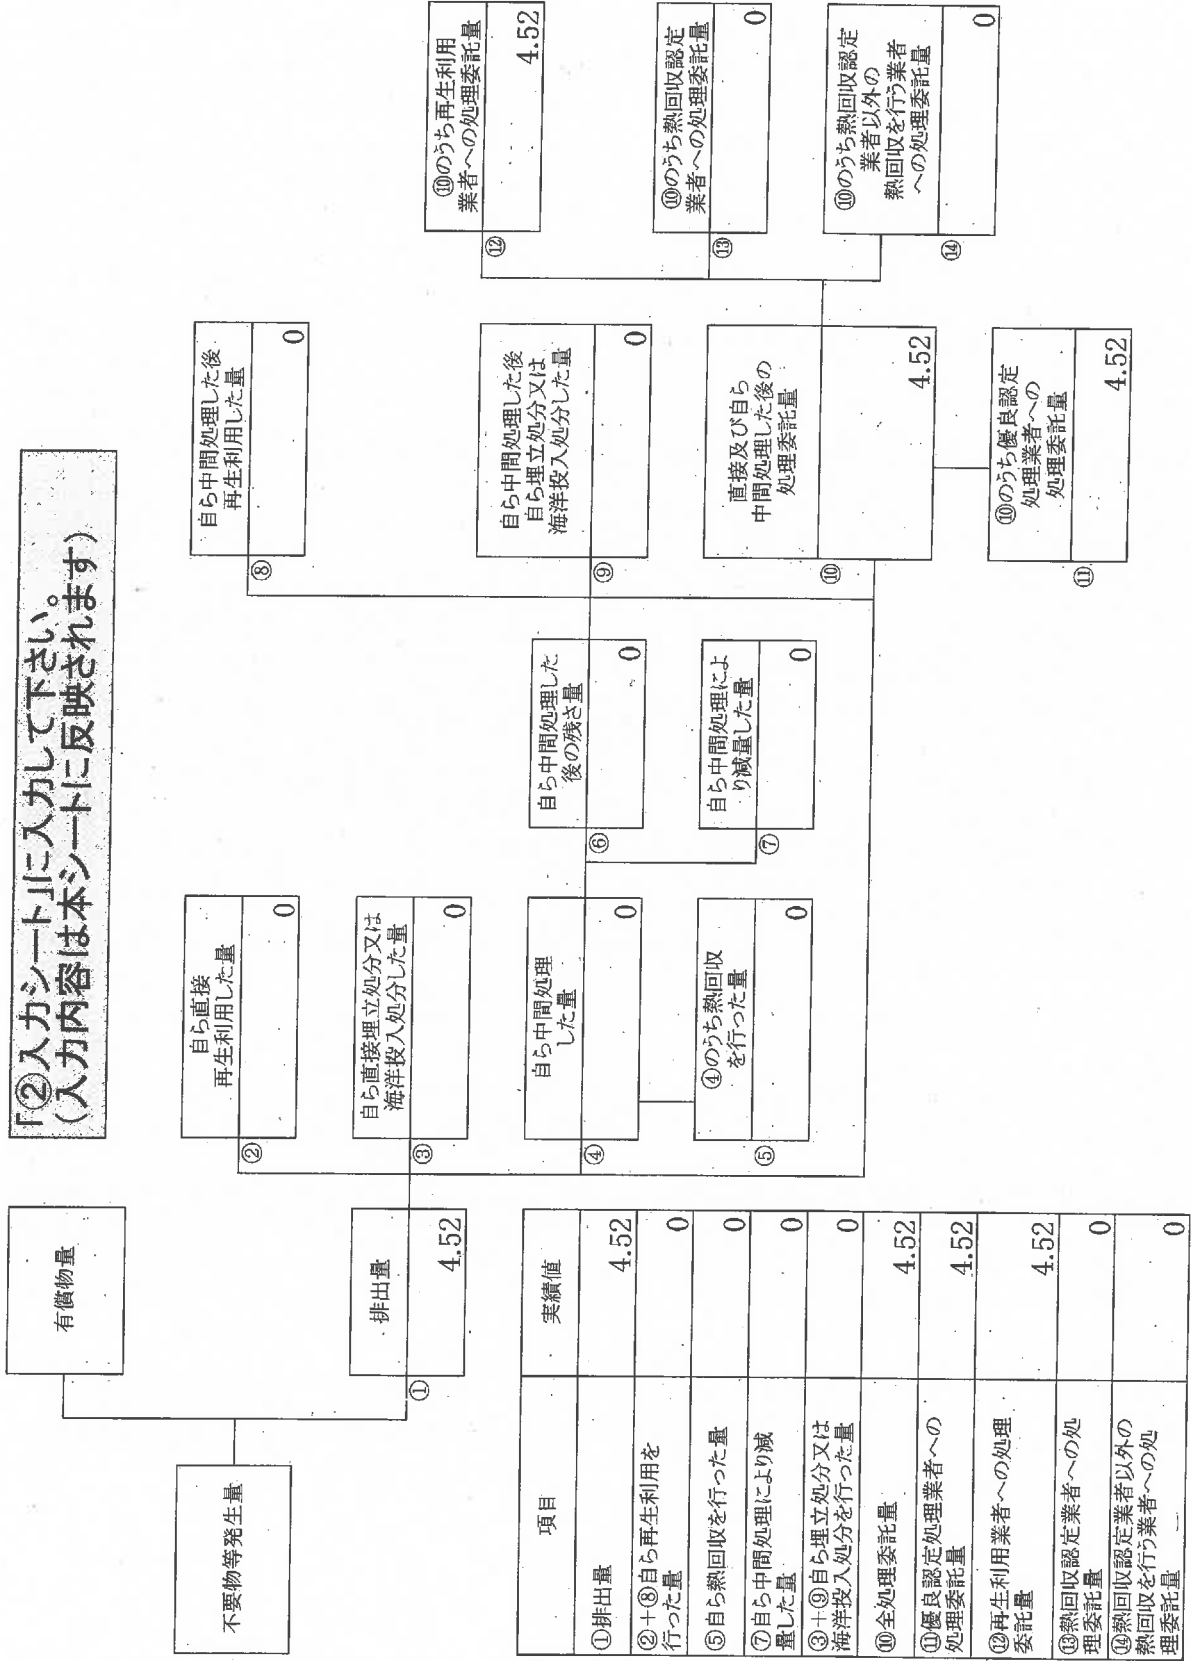 「②入力シート」に入力して下さい。
（入力内容は本シートに反映されます）
不要物等発生量
有償物量
排出量
① 4.52
自ら直接
再生利用した量
② 0
自ら直接埋立処分又は
海洋投入処分した量
③ 0
自ら中間処理
した量
④ 0
④のうち熱回収
を行った量
⑤ 0
自ら中間処理した
後の残さ量
⑥ 0
自ら中間処理によ
り減量した量
⑦ 0
自ら中間処理した後
再生利用した量
⑧ 0
自ら中間処理した後
自ら埋立処分又は
海洋投入処分した量
⑨ 0
直接及び自ら
中間処理した後の
処理委託量
⑩ 4.52
⑩のうち優良認定
処理業者への
処理委託量
⑪ 4.52
⑩のうち再生利用
業者への処理委託量
⑫ 4.52
⑩のうち熱回収認定
業者への処理委託量
⑬ 0
⑩のうち熱回収認定
業者以外の
熱回収を行う業者
への処理委託量
⑭ 0
項目 実績値
①排出量 4.52
②＋⑧自ら再生利用を
行った量 0
⑤自ら熱回収を行った量 0
⑦自ら中間処理により減
量した量 0
③＋⑨自ら埋立処分又は
海洋投入処分を行った量 0
⑩全処理委託量 4.52
⑪優良認定処理業者への
処理委託量 4.52
⑫再生利用業者への処理
委託量 4.52
⑬熱回収認定業者への処
理委託量 0
⑭熱回収認定業者以外の
熱回収を行う業者への処
理委託量 0